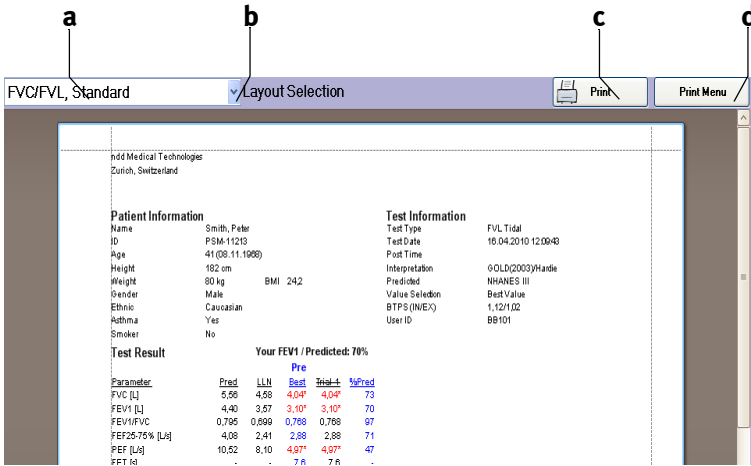 a b c d
FVC/FVL, Standard Layout Selection Print Print Menu
ndd Medical Technologies
Zurich, Switzerland
Patient Information Test Information
Name Smith, Peter Test Type FVL Tidal
ID PSM-11213 Test Date 16.04.2010 12:09:43
Age 41 (08.11.1968) Post Time
Height 182 cm Interpretation GOLD(2003)/Hardie
Weight 80 kg BMI 24,2 Predicted NHANES III
Gender Male Value Selection Best Value
Ethnic Caucasian BTPS (IN/EX) 1,12/1,02
Asthma Yes User ID BB101
Smoker No
Test Result Your FEV1 / Predicted: 70%
Pre
Parameter Pred LLN Best Trial 1 %Pred
FVC [L] 5,56 4,58 4,04* 4,04* 73
FEV1 [L] 4,40 3,57 3,10* 3,10* 70
FEV1/FVC 0,795 0,699 0,768 0,768 97
FEF25-75% [L/s] 4,08 2,41 2,88 2,88 71
PEF [L/s] 10,52 8,10 4,97* 4,97* 47
FET [s] - - 7,6 7,6 -